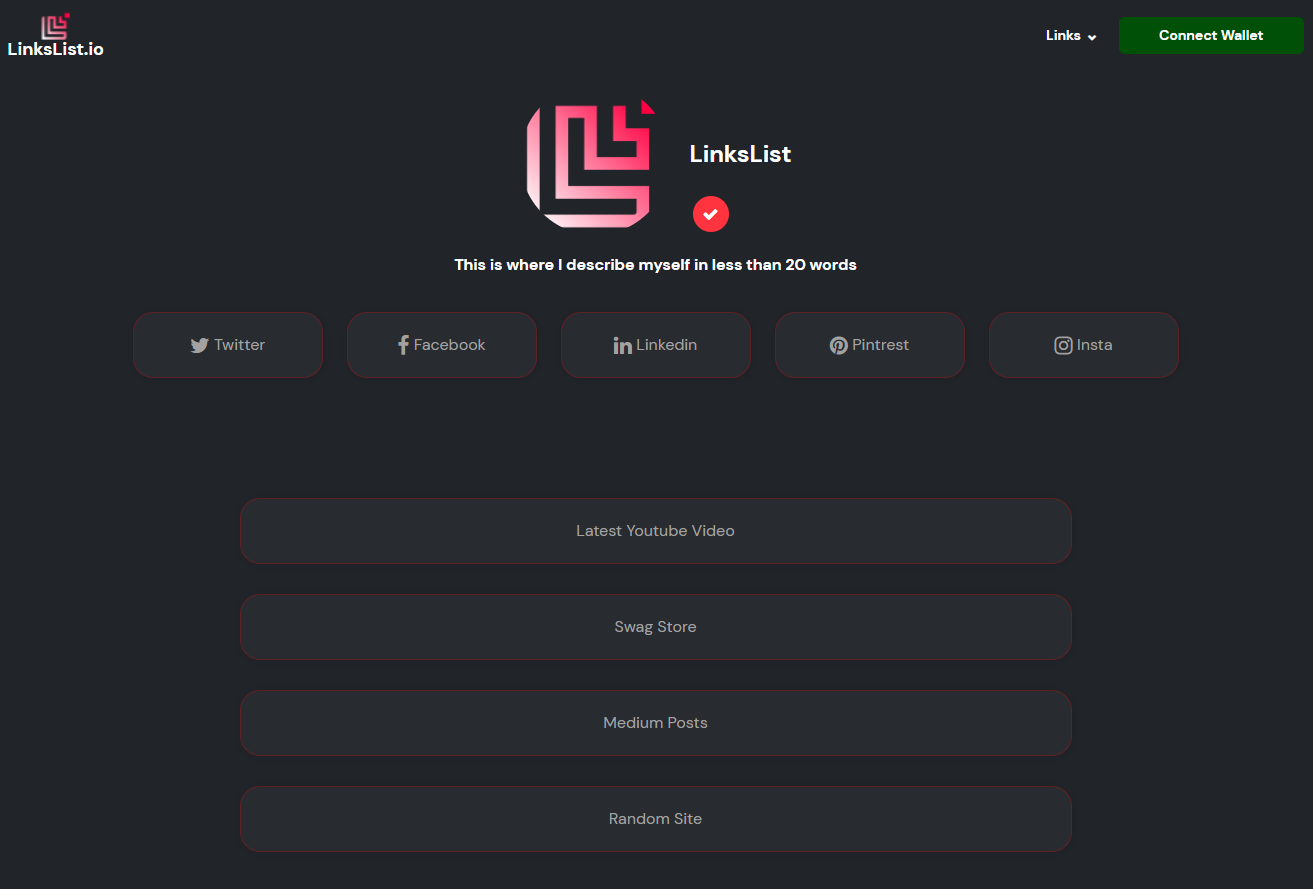 LinksList.io
Links
Connect Wallet
LinksList
This is where I describe myself in less than 20 words
Twitter
Facebook
Linkedin
Pintrest
Insta
Latest Youtube Video
Swag Store
Medium Posts
Random Site